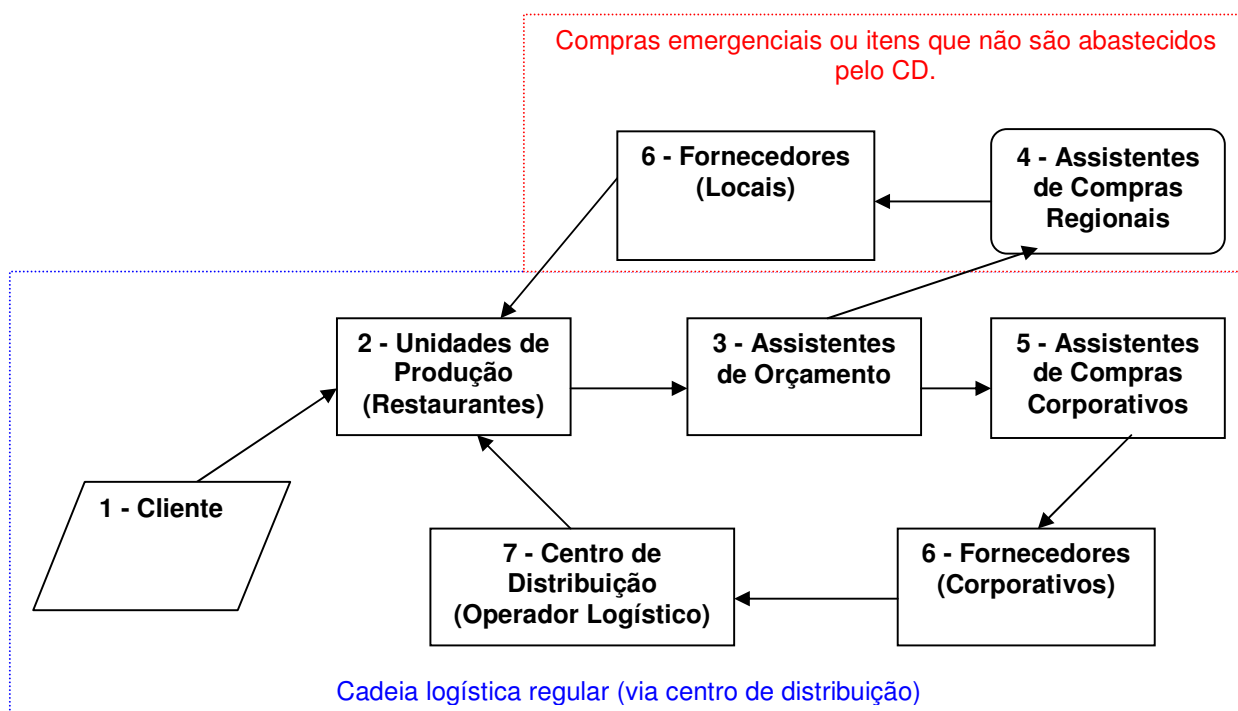 Compras emergenciais ou itens que não são abastecidos
pelo CD.
6 - Fornecedores
(Locais)
4 - Assistentes
de Compras
Regionais
2 - Unidades de
Produção
(Restaurantes)
3 - Assistentes
de Orçamento
5 - Assistentes
de Compras
Corporativos
1 - Cliente
7 - Centro de
Distribuição
(Operador Logístico)
6 - Fornecedores
(Corporativos)
Cadeia logística regular (via centro de distribuição)